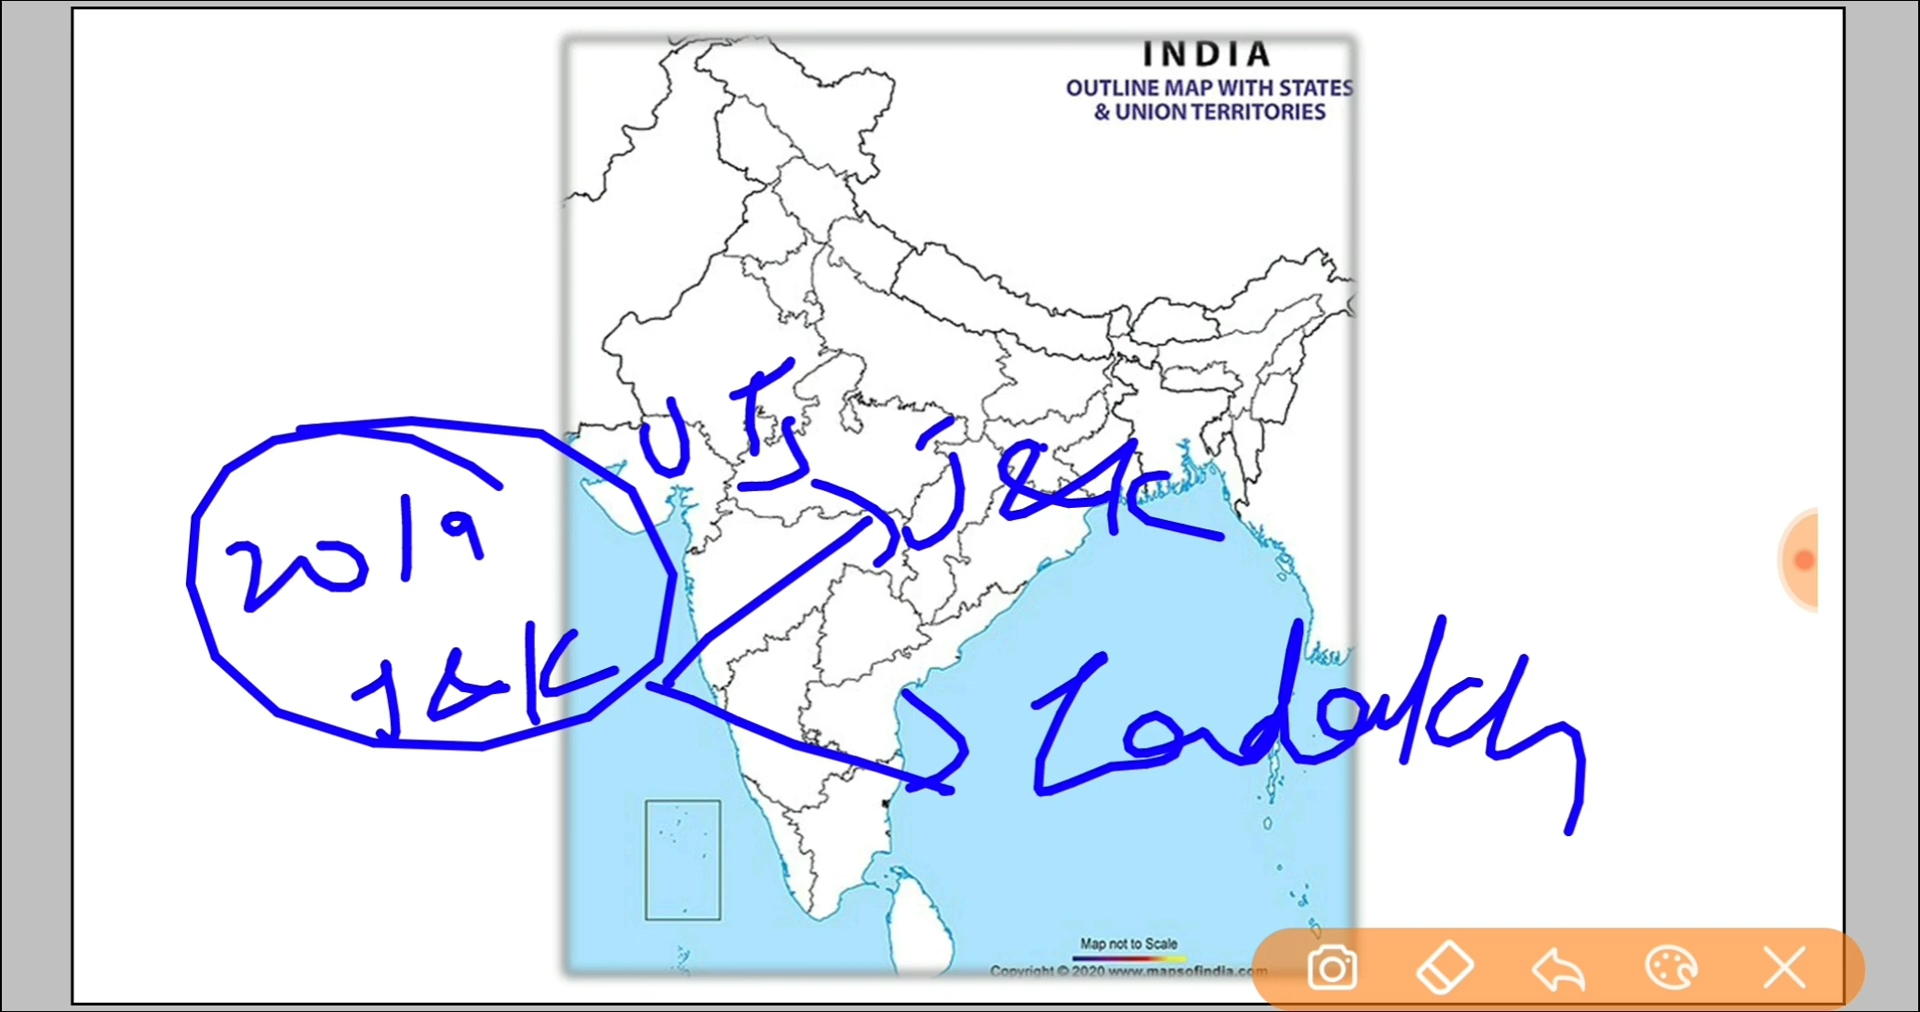 INDIA
OUTLINE MAP WITH STATES
& UNION TERRITORIES
UTs
J&K
2019
J&K
Ladakh
Map not to Scale
Copyright © 2020 www.mapsofindia.com